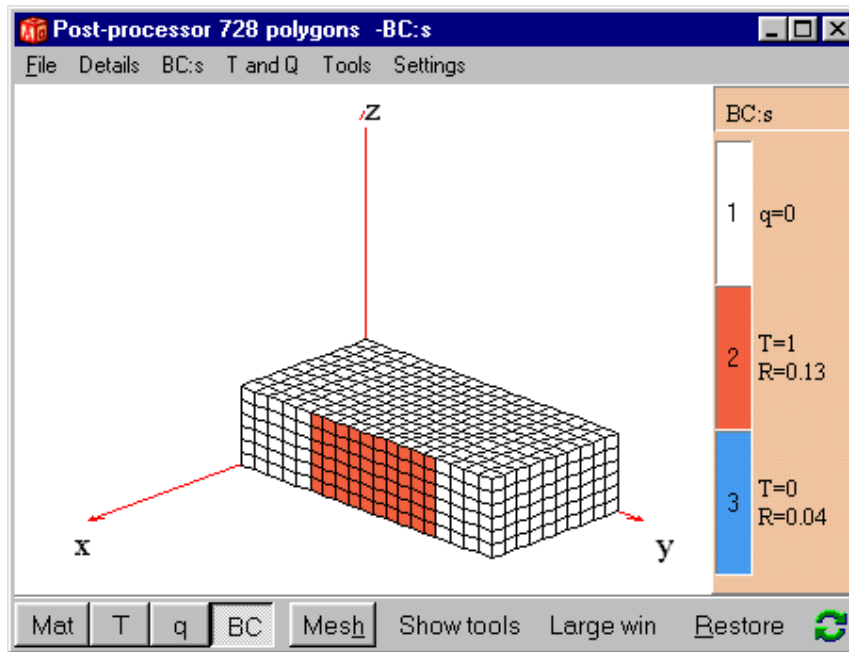 Post-processor 728 polygons -BC:s
File Details BC:s T and Q Tools Settings
z
x
y
BC:s
1 q=0
2 T=1
R=0.13
3 T=0
R=0.04
Mat T q BC Mesh Show tools Large win Restore